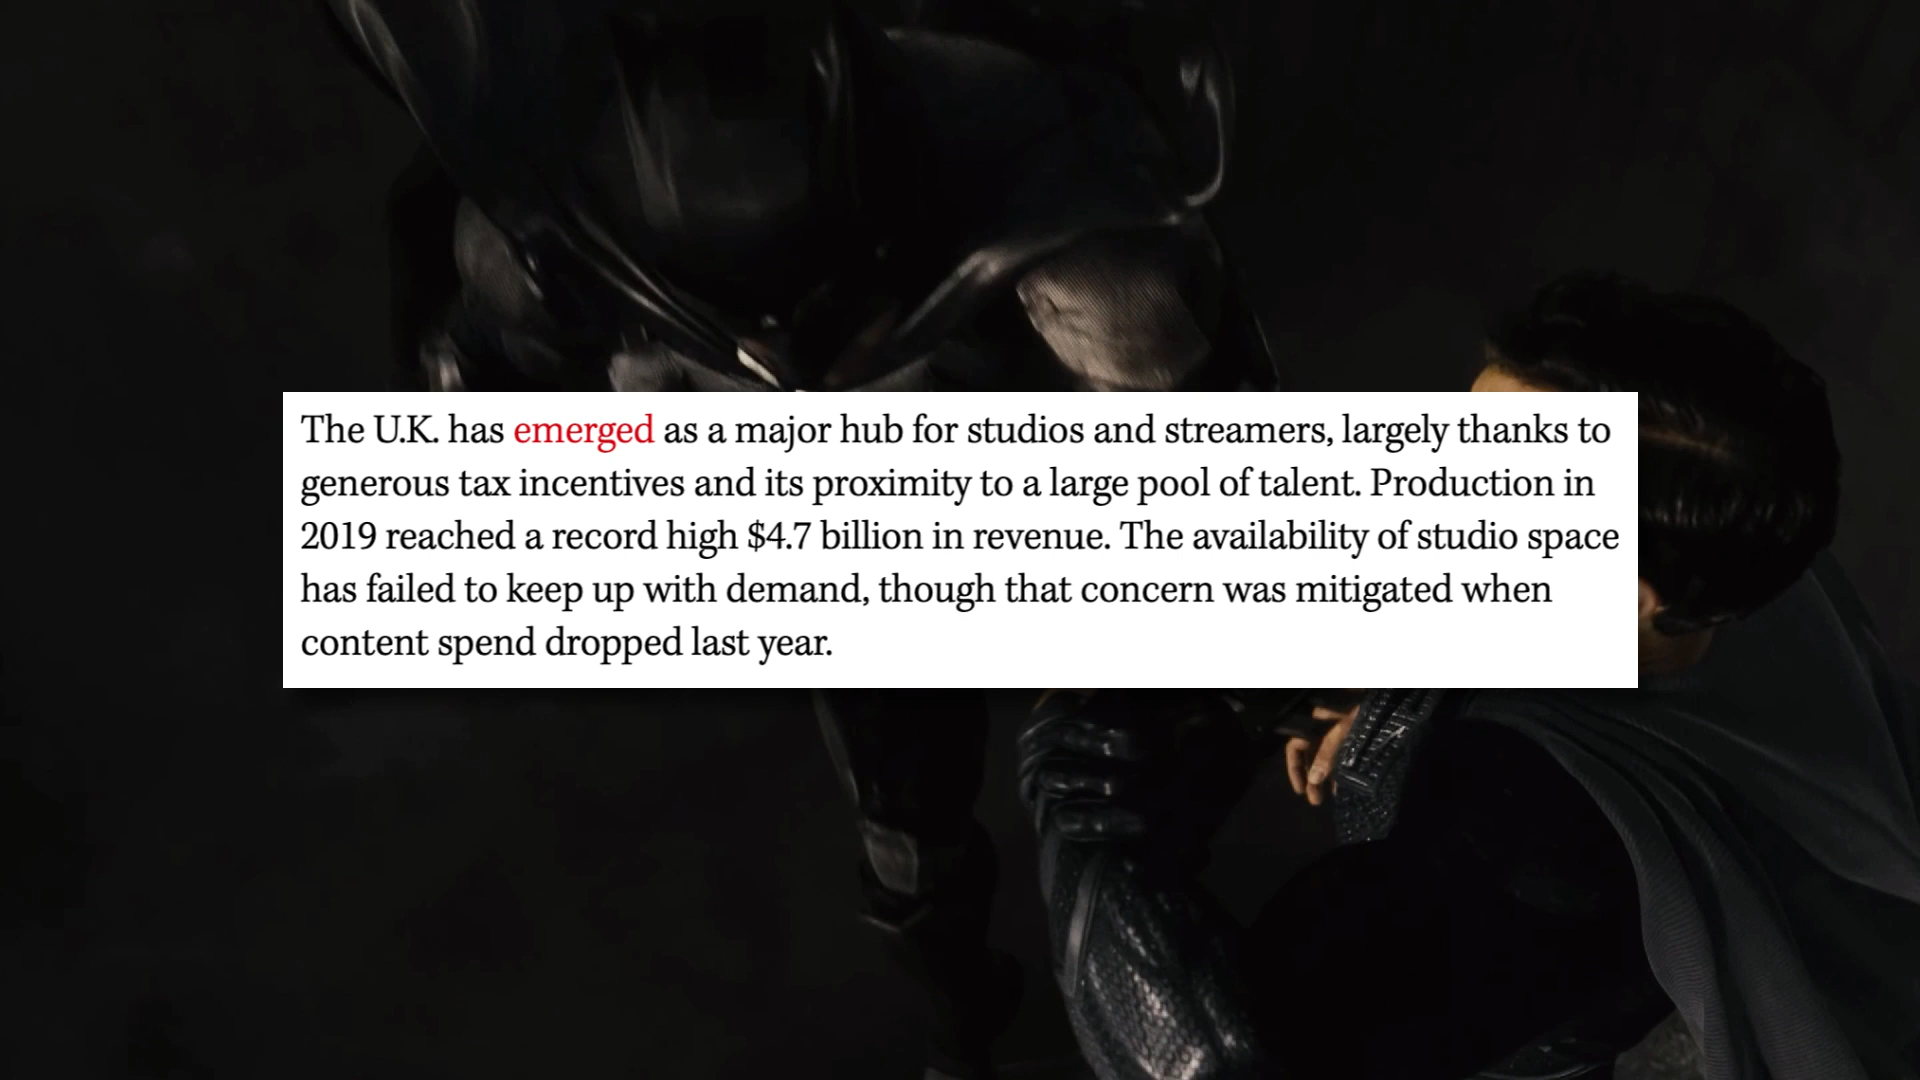 The U.K. has emerged as a major hub for studios and streamers, largely thanks to
generous tax incentives and its proximity to a large pool of talent. Production in
2019 reached a record high $4.7 billion in revenue. The availability of studio space
has failed to keep up with demand, though that concern was mitigated when
content spend dropped last year.